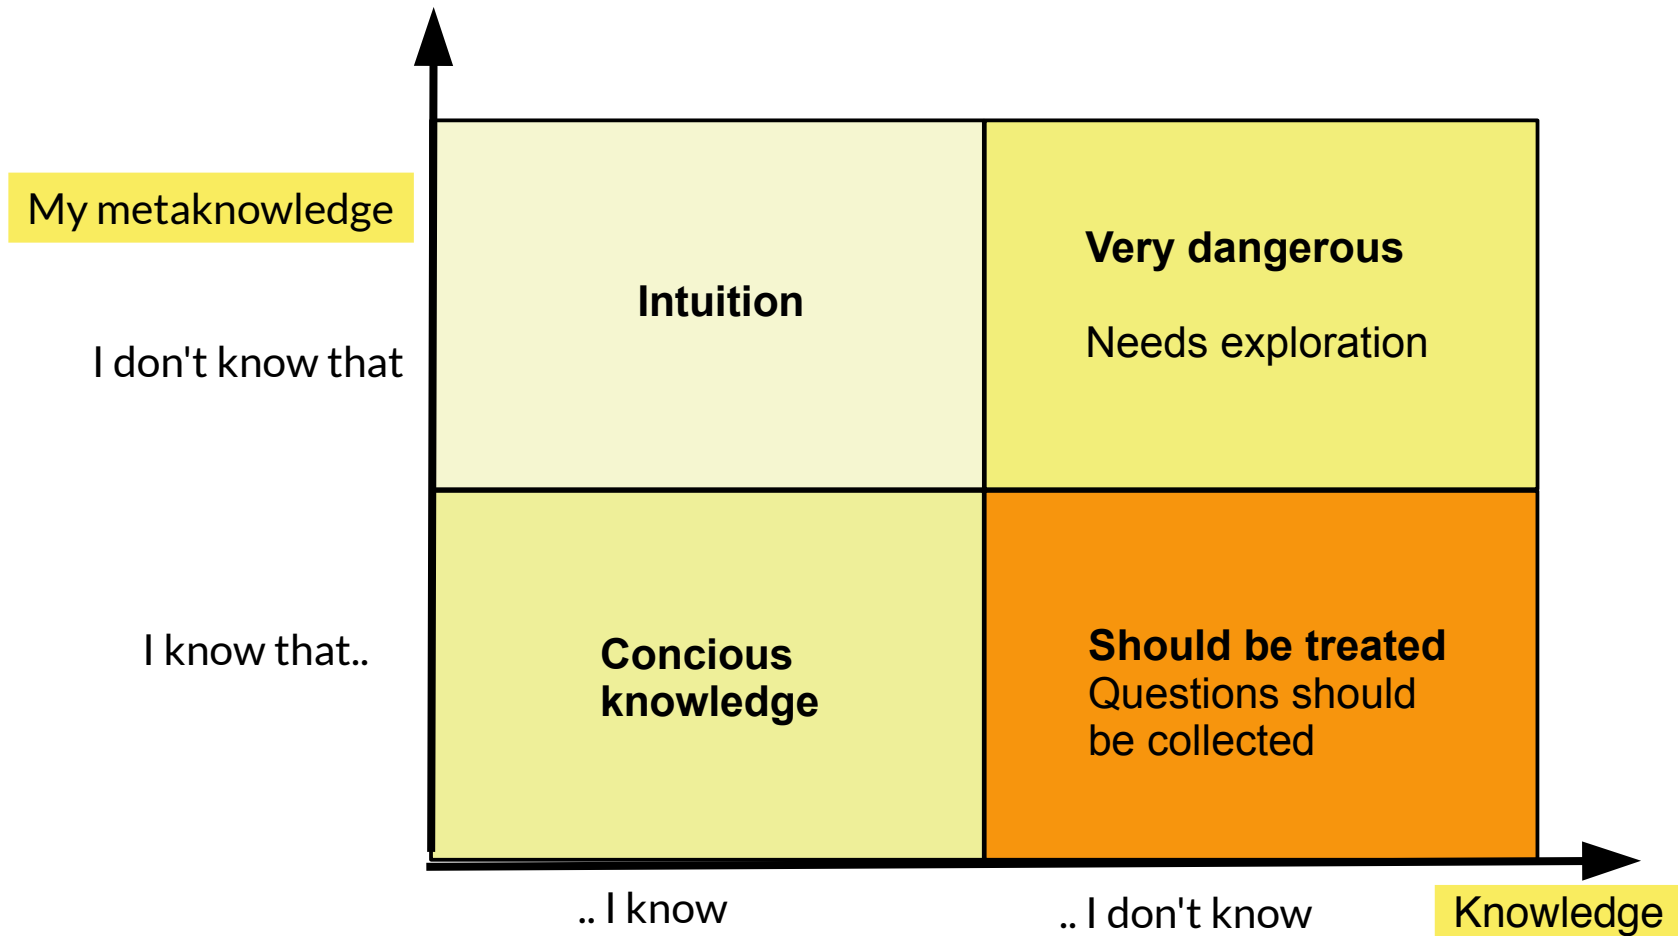 My metaknowledge
I don't know that
I know that..
Intuition
Very dangerous
Needs exploration
Concious
knowledge
Should be treated
Questions should
be collected
.. I know
.. I don't know
Knowledge